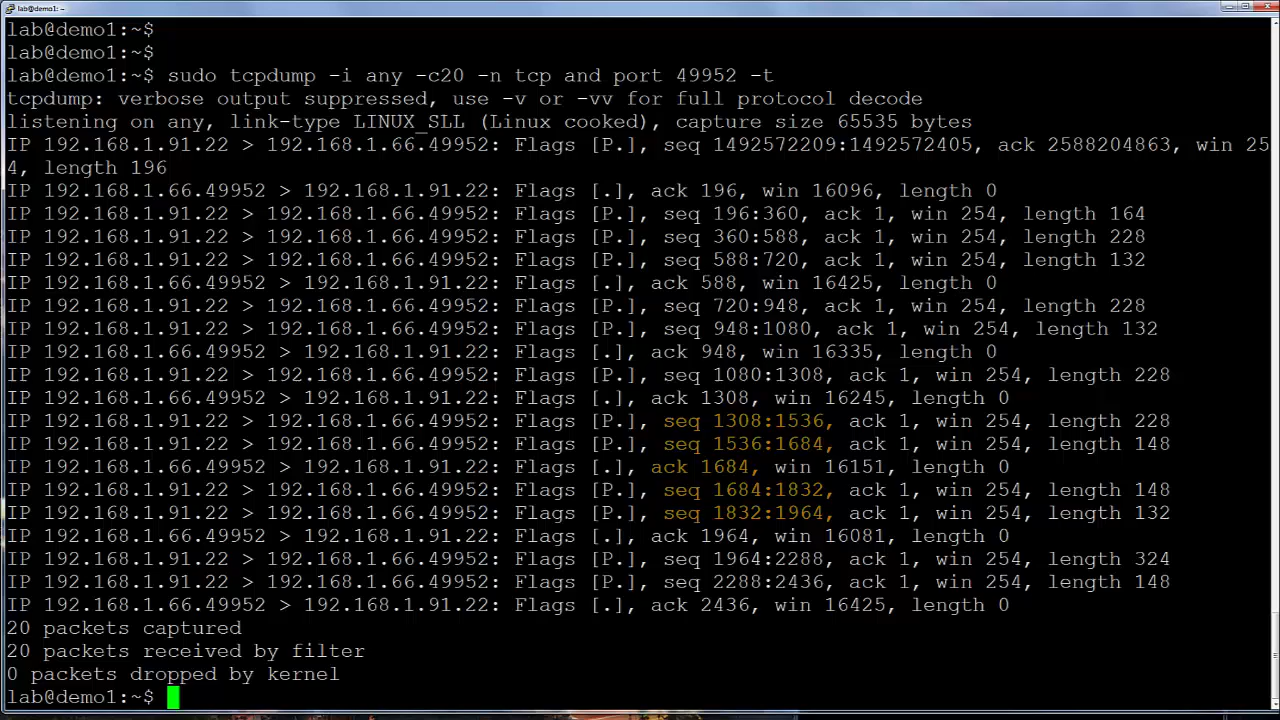 lab@demo1: ~
lab@demo1:~$
lab@demo1:~$
lab@demo1:~$ sudo tcpdump -i any -c20 -n tcp and port 49952 -t
tcpdump: verbose output suppressed, use -v or -vv for full protocol decode
listening on any, link-type LINUX_SLL (Linux cooked), capture size 65535 bytes
IP 192.168.1.91.22 > 192.168.1.66.49952: Flags [P.], seq 1492572209:1492572405, ack 2588204863, win 25
4, length 196
IP 192.168.1.66.49952 > 192.168.1.91.22: Flags [.], ack 196, win 16096, length 0
IP 192.168.1.91.22 > 192.168.1.66.49952: Flags [P.], seq 196:360, ack 1, win 254, length 164
IP 192.168.1.91.22 > 192.168.1.66.49952: Flags [P.], seq 360:588, ack 1, win 254, length 228
IP 192.168.1.91.22 > 192.168.1.66.49952: Flags [P.], seq 588:720, ack 1, win 254, length 132
IP 192.168.1.66.49952 > 192.168.1.91.22: Flags [.], ack 588, win 16425, length 0
IP 192.168.1.91.22 > 192.168.1.66.49952: Flags [P.], seq 720:948, ack 1, win 254, length 228
IP 192.168.1.91.22 > 192.168.1.66.49952: Flags [P.], seq 948:1080, ack 1, win 254, length 132
IP 192.168.1.66.49952 > 192.168.1.91.22: Flags [.], ack 948, win 16335, length 0
IP 192.168.1.91.22 > 192.168.1.66.49952: Flags [P.], seq 1080:1308, ack 1, win 254, length 228
IP 192.168.1.66.49952 > 192.168.1.91.22: Flags [.], ack 1308, win 16245, length 0
IP 192.168.1.91.22 > 192.168.1.66.49952: Flags [P.], seq 1308:1536, ack 1, win 254, length 228
IP 192.168.1.91.22 > 192.168.1.66.49952: Flags [P.], seq 1536:1684, ack 1, win 254, length 148
IP 192.168.1.66.49952 > 192.168.1.91.22: Flags [.], ack 1684, win 16151, length 0
IP 192.168.1.91.22 > 192.168.1.66.49952: Flags [P.], seq 1684:1832, ack 1, win 254, length 148
IP 192.168.1.91.22 > 192.168.1.66.49952: Flags [P.], seq 1832:1964, ack 1, win 254, length 132
IP 192.168.1.66.49952 > 192.168.1.91.22: Flags [.], ack 1964, win 16081, length 0
IP 192.168.1.91.22 > 192.168.1.66.49952: Flags [P.], seq 1964:2288, ack 1, win 254, length 324
IP 192.168.1.91.22 > 192.168.1.66.49952: Flags [P.], seq 2288:2436, ack 1, win 254, length 148
IP 192.168.1.66.49952 > 192.168.1.91.22: Flags [.], ack 2436, win 16425, length 0
20 packets captured
20 packets received by filter
0 packets dropped by kernel
lab@demo1:~$